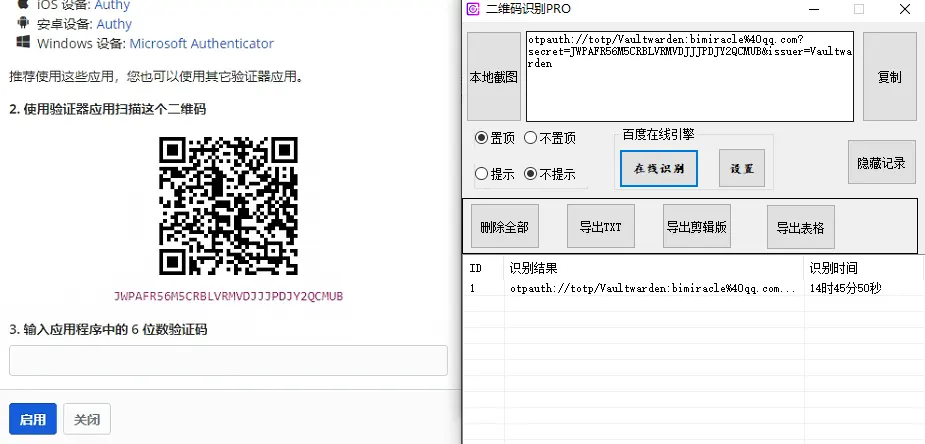 iOS 设备: Authy
安卓设备: Authy
Windows 设备: Microsoft Authenticator
推荐使用这些应用，您也可以使用其它验证器应用。
2. 使用验证器应用扫描这个二维码
JWPAFR56M5CRBLVRMVDJJJPDJY2QCMUB
3. 输入应用程序中的 6 位数验证码
启用
关闭
二维码识别PRO
本地截图
otpauth://totp/Vaultwarden:bimiracle%40qq.com?
secret=JWPAFR56M5CRBLVRMVDJJJPDJY2QCMUB&issuer=Vaultwa
rden
复制
置顶
不置顶
提示
不提示
百度在线引擎
在线识别
设置
隐藏记录
删除全部
导出TXT
导出剪辑版
导出表格
ID
识别结果
识别时间
1
otpauth://totp/Vaultwarden:bimiracle%40qq.com...
14时45分50秒